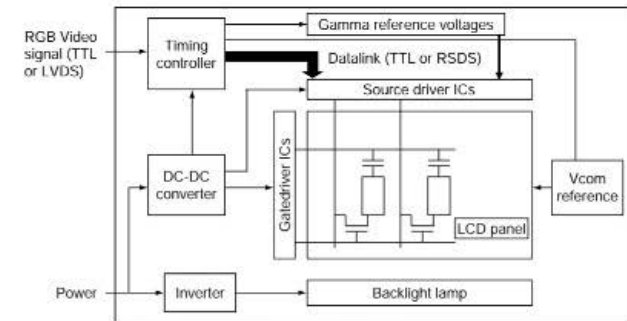 Gamma reference voltages
RGB Video
signal (TTL
or LVDS)
Timing
controller
Datalink (TTL or RSDS)
Source driver ICs
DC-DC
converter
Gatedriver ICs
Vcom
reference
LCD panel
Power
Inverter
Backlight lamp